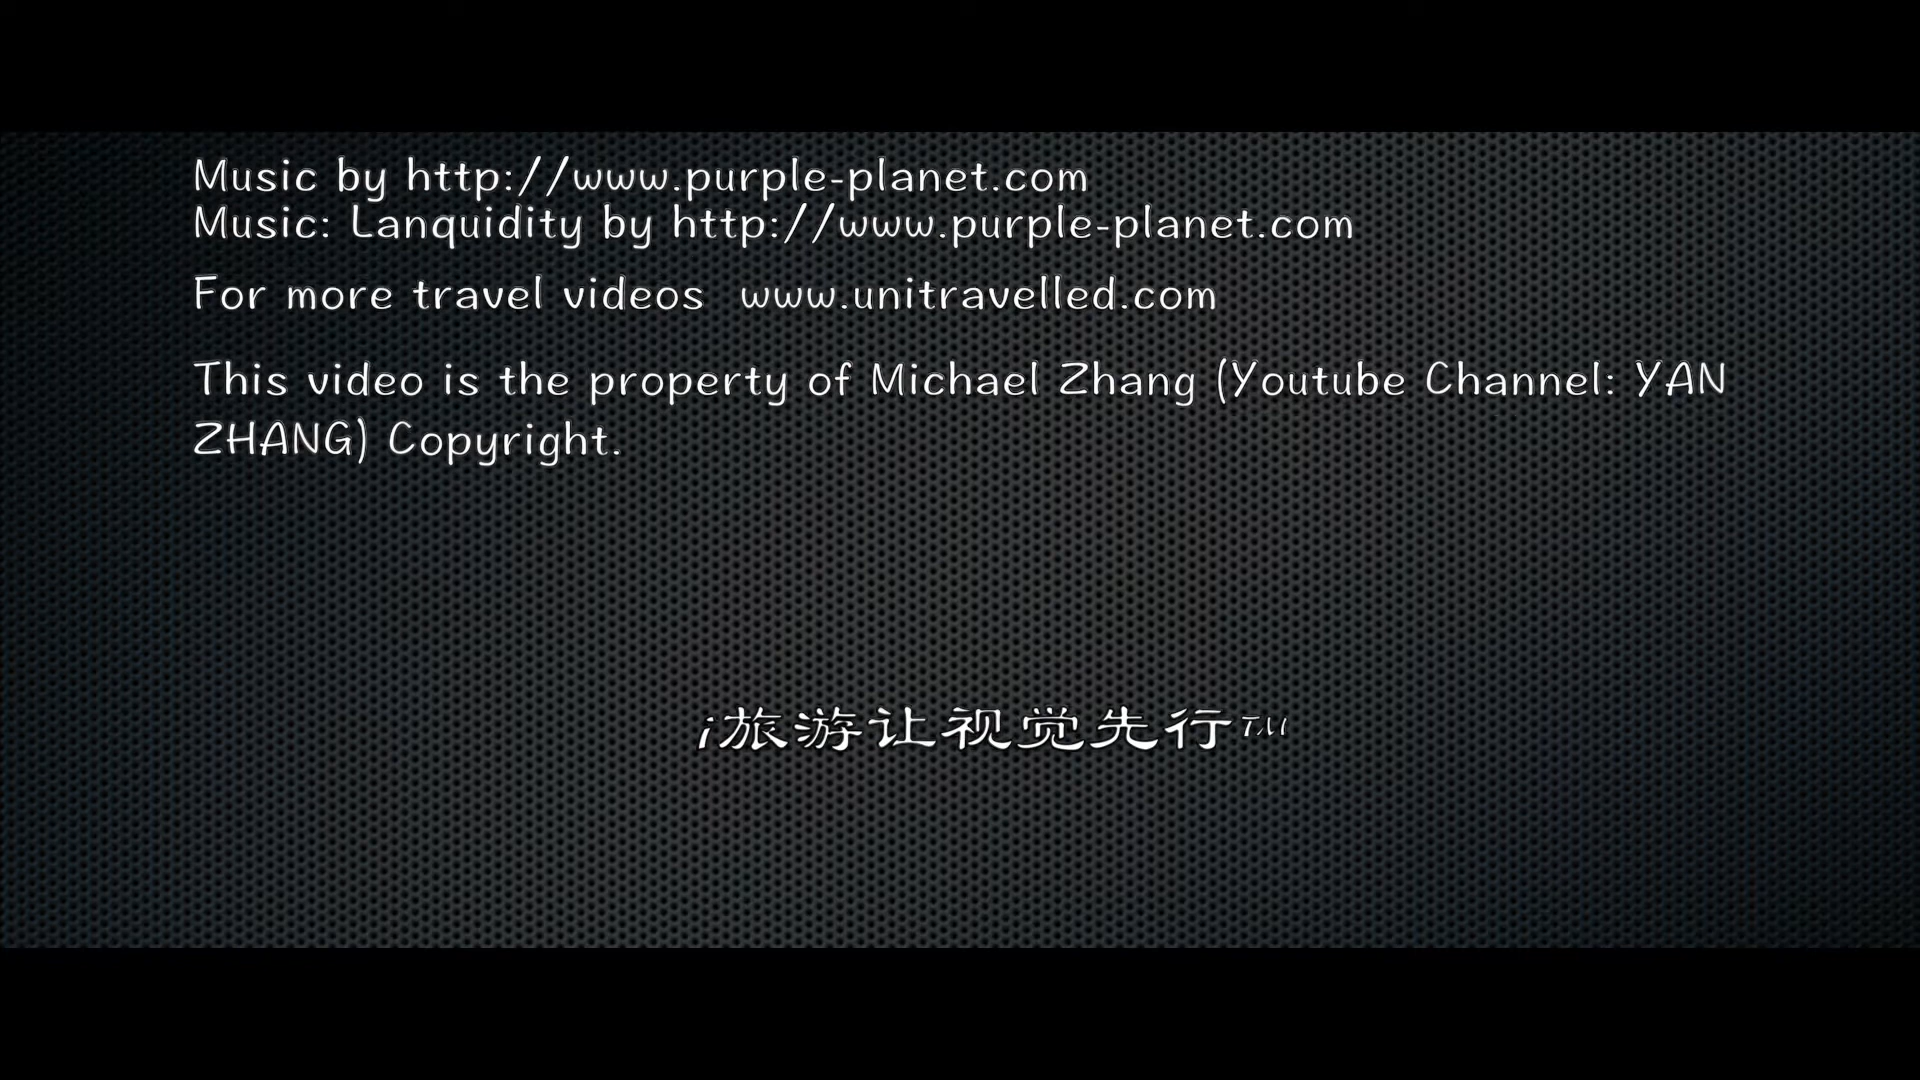 Music by http://www.purple-planet.com
Music: Lanquidity by http://www.purple-planet.com
For more travel videos  www.unitravelled.com
This video is the property of Michael Zhang (Youtube Channel: YAN
ZHANG) Copyright.
i旅游让视觉先行™